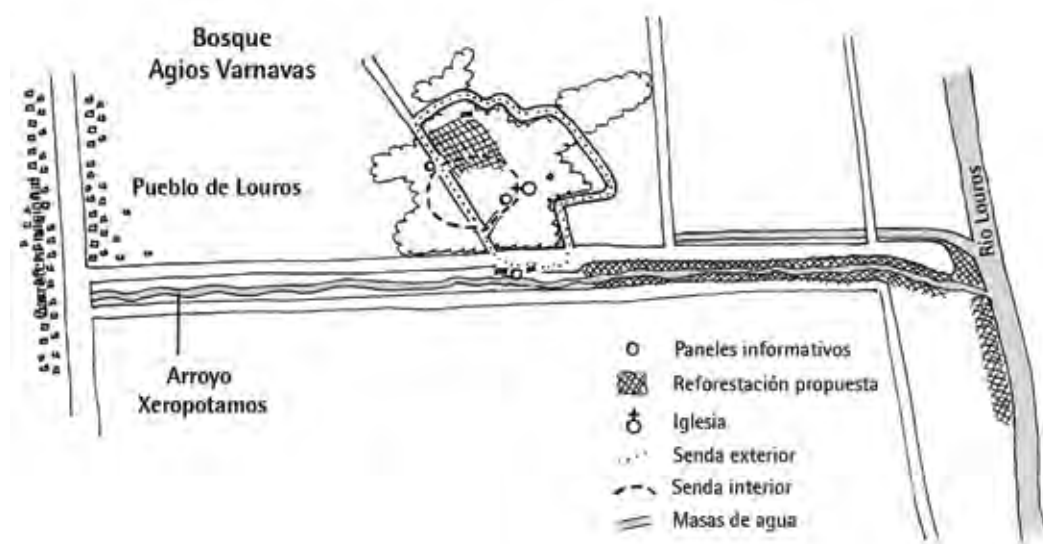 Bosque
Agios Varnavas
Pueblo de Louros
Río Louros
Arroyo
Xeropotamos
Paneles informativos
Reforestación propuesta
Iglesia
Senda exterior
Senda interior
Masas de agua